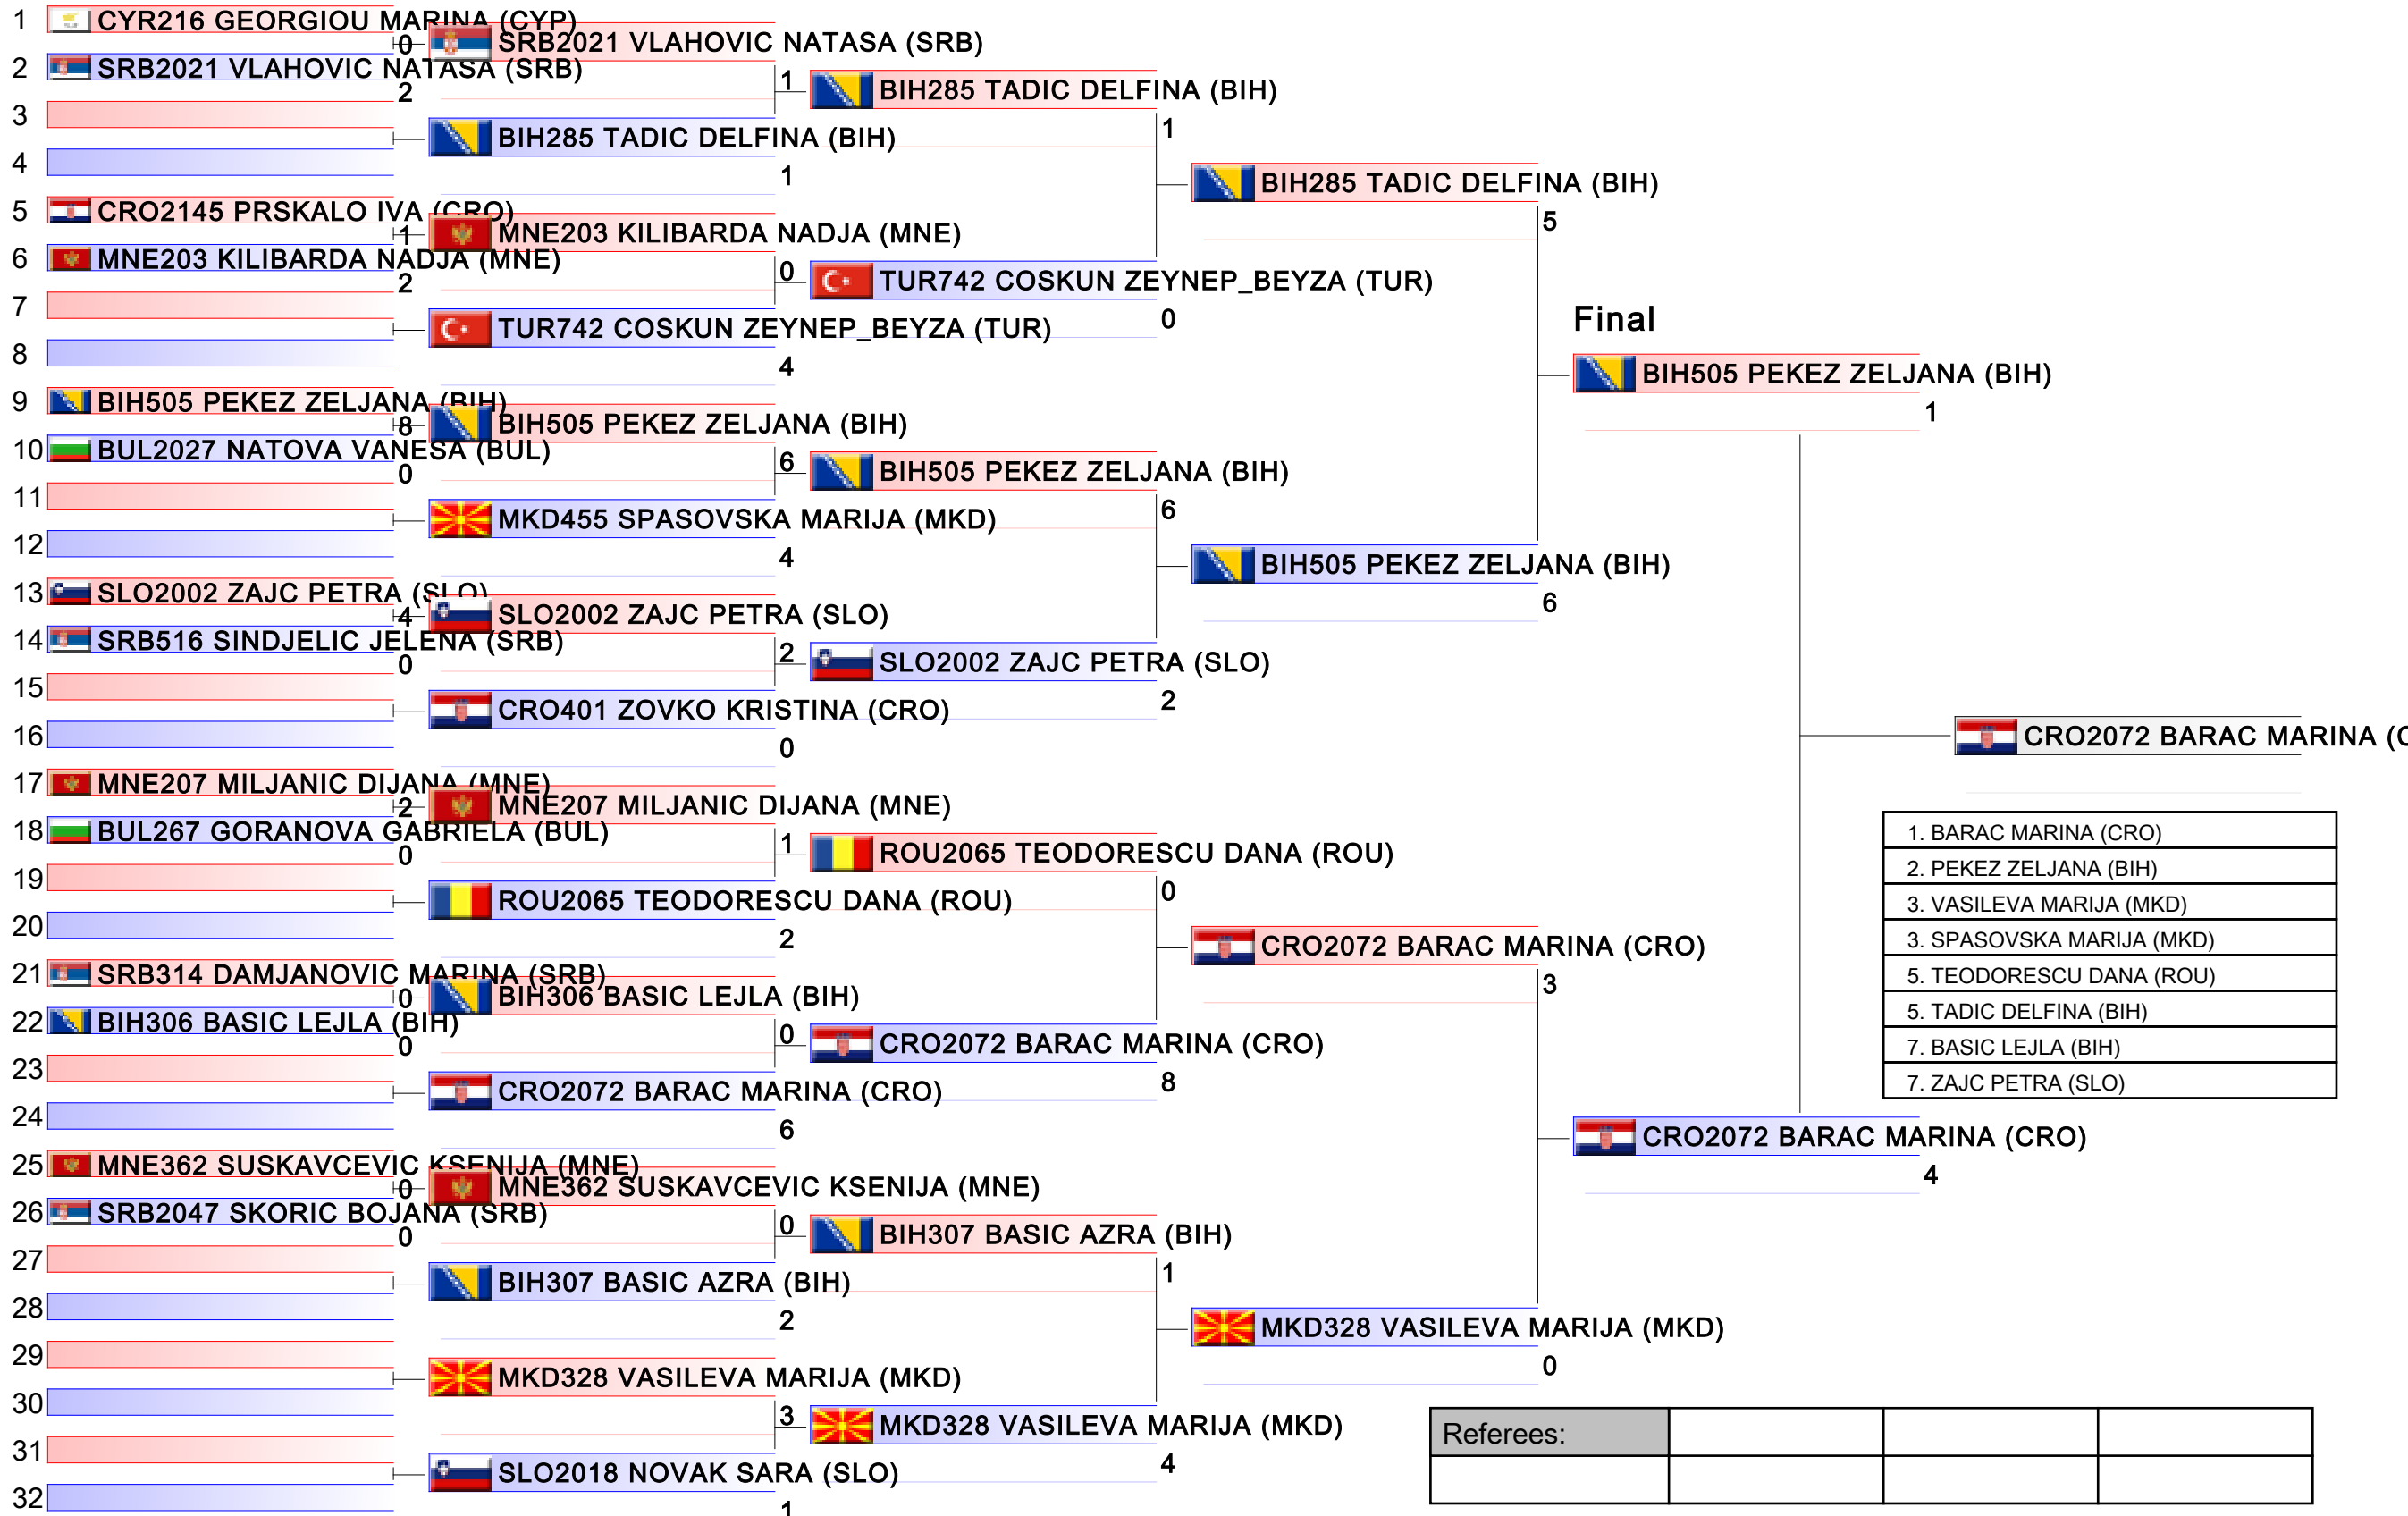 1 CYR216 GEORGIOU MARINA (CYP)
0
2 SRB2021 VLAHOVIC NATASA (SRB)
2
3
4
5 CRO2145 PRSKALO IVA (CRO)
1
6 MNE203 KILIBARDA NADJA (MNE)
2
7
8
9 BIH505 PEKEZ ZELJANA (BIH)
8
10 BUL2027 NATOVA VANESA (BUL)
0
11
12
13 SLO2002 ZAJC PETRA (SLO)
4
14 SRB516 SINDJELIC JELENA (SRB)
0
15
16
17 MNE207 MILJANIC DIJANA (MNE)
2
18 BUL267 GORANOVA GABRIELA (BUL)
0
19
20
21 SRB314 DAMJANOVIC MARINA (SRB)
0
22 BIH306 BASIC LEJLA (BIH)
0
23
24
25 MNE362 SUSKAVCEVIC KSENIJA (MNE)
0
26 SRB2047 SKORIC BOJANA (SRB)
0
27
28
29
30
31
32
SRB2021 VLAHOVIC NATASA (SRB)
1
BIH285 TADIC DELFINA (BIH)
1
MNE203 KILIBARDA NADJA (MNE)
0
TUR742 COSKUN ZEYNEP_BEYZA (TUR)
4
BIH505 PEKEZ ZELJANA (BIH)
6
MKD455 SPASOVSKA MARIJA (MKD)
4
SLO2002 ZAJC PETRA (SLO)
2
CRO401 ZOVKO KRISTINA (CRO)
0
MNE207 MILJANIC DIJANA (MNE)
1
ROU2065 TEODORESCU DANA (ROU)
2
BIH306 BASIC LEJLA (BIH)
0
CRO2072 BARAC MARINA (CRO)
6
MNE362 SUSKAVCEVIC KSENIJA (MNE)
0
BIH307 BASIC AZRA (BIH)
2
MKD328 VASILEVA MARIJA (MKD)
3
SLO2018 NOVAK SARA (SLO)
1
BIH285 TADIC DELFINA (BIH)
1
TUR742 COSKUN ZEYNEP_BEYZA (TUR)
0
BIH505 PEKEZ ZELJANA (BIH)
6
SLO2002 ZAJC PETRA (SLO)
2
ROU2065 TEODORESCU DANA (ROU)
0
CRO2072 BARAC MARINA (CRO)
8
BIH307 BASIC AZRA (BIH)
1
MKD328 VASILEVA MARIJA (MKD)
4
BIH285 TADIC DELFINA (BIH)
5
BIH505 PEKEZ ZELJANA (BIH)
6
CRO2072 BARAC MARINA (CRO)
3
MKD328 VASILEVA MARIJA (MKD)
0
Final
BIH505 PEKEZ ZELJANA (BIH)
1
CRO2072 BARAC MARINA (CRO)
4
CRO2072 BARAC MARINA (C
1. BARAC MARINA (CRO)
2. PEKEZ ZELJANA (BIH)
3. VASILEVA MARIJA (MKD)
3. SPASOVSKA MARIJA (MKD)
5. TEODORESCU DANA (ROU)
5. TADIC DELFINA (BIH)
7. BASIC LEJLA (BIH)
7. ZAJC PETRA (SLO)
Referees: